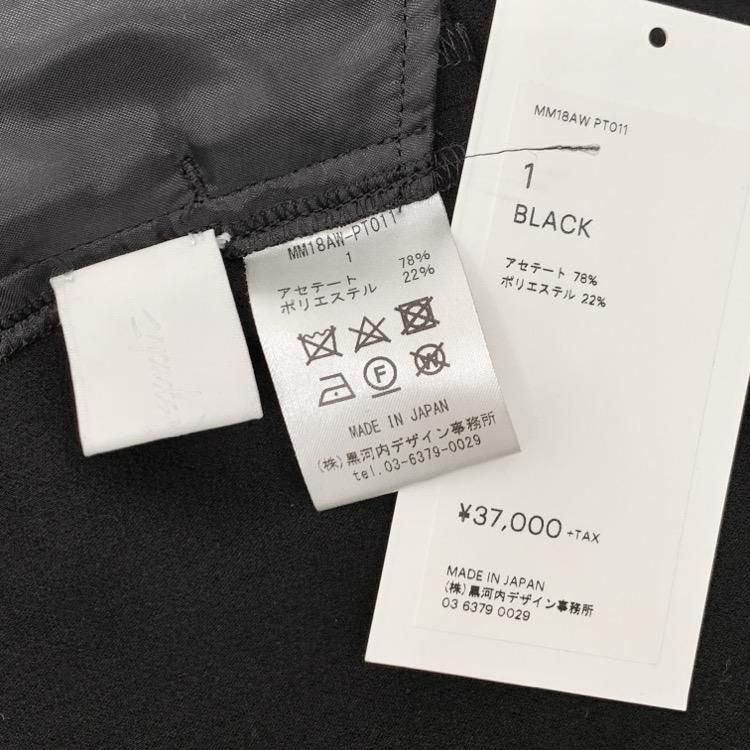 MM18AW-PT011
1
アセテート 78%
ポリエステル 22%
F
W
MADE IN JAPAN
(株)黒河内デザイン事務所
tel.03-6379-0029
MM18AW PT011
1
BLACK
アセテート 78%
ポリエステル 22%
¥37,000 +TAX
MADE IN JAPAN
(株)黒河内デザイン事務所
03 6379 0029